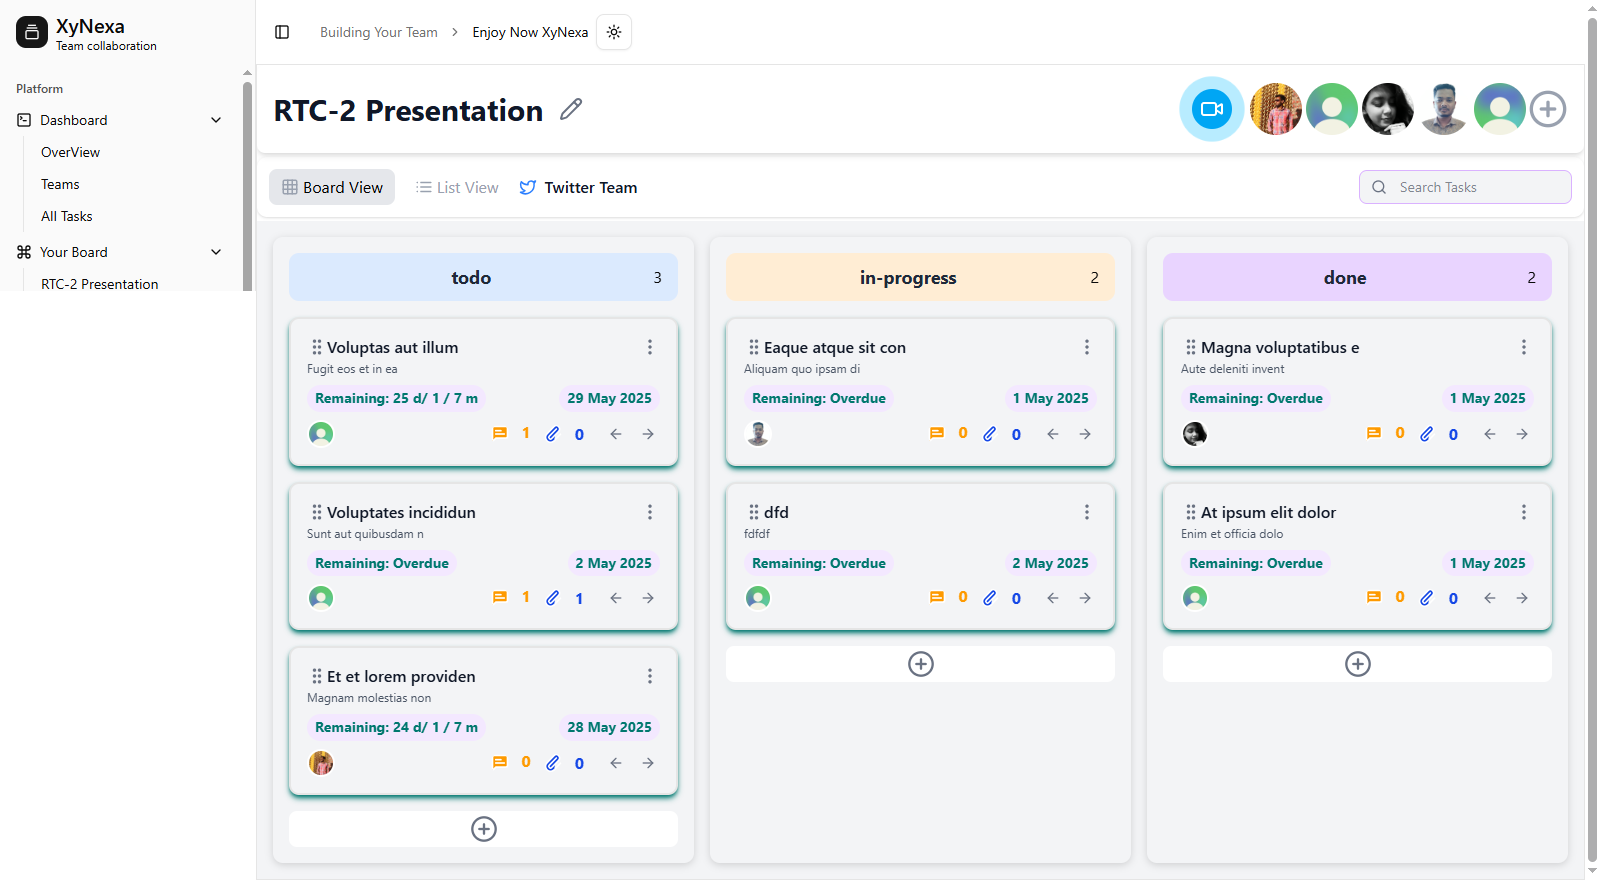 XyNexa
Team collaboration
Platform
Dashboard
OverView
Teams
All Tasks
Your Board
RTC-2 Presentation
Building Your Team
Enjoy Now XyNexa
RTC-2 Presentation
Board View
List View
Twitter Team
Search Tasks
todo 3
Voluptas aut illum
Fugit eos et in ea
Remaining: 25 d/ 1 / 7 m 29 May 2025
1 0
Voluptates incididun
Sunt aut quibusdam n
Remaining: Overdue 2 May 2025
1 1
Et et lorem providen
Magnam molestias non
Remaining: 24 d/ 1 / 7 m 28 May 2025
0 0
in-progress 2
Eaque atque sit con
Aliquam quo ipsam di
Remaining: Overdue 1 May 2025
0 0
dfd
fdfdf
Remaining: Overdue 2 May 2025
0 0
done 2
Magna voluptatibus e
Aute deleniti invent
Remaining: Overdue 1 May 2025
0 0
At ipsum elit dolor
Enim et officia dolo
Remaining: Overdue 1 May 2025
0 0